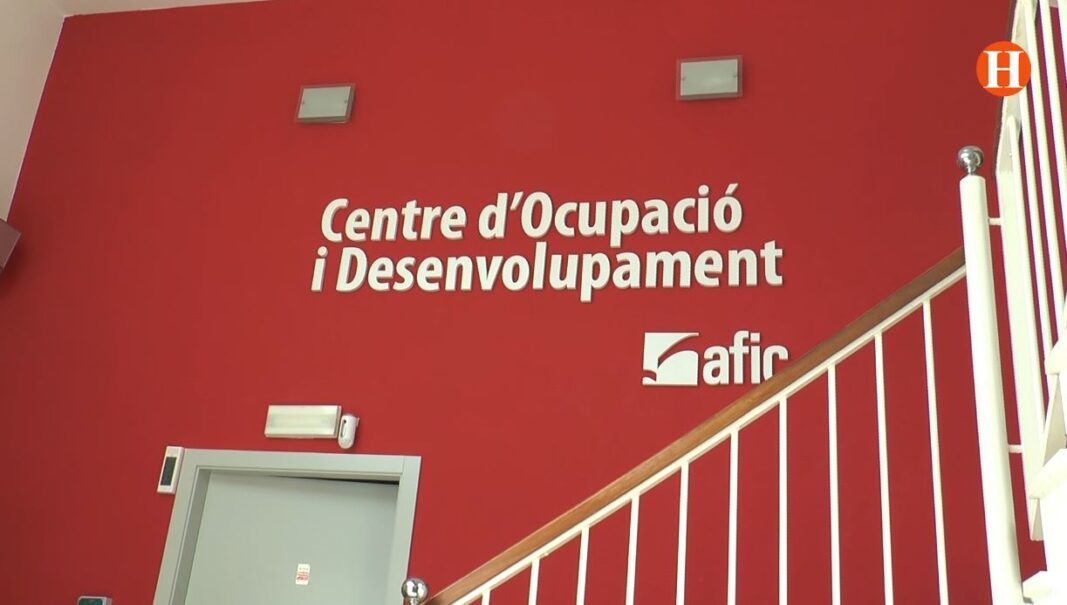 H
Centre d'Ocupació
i Desenvolupament
afic